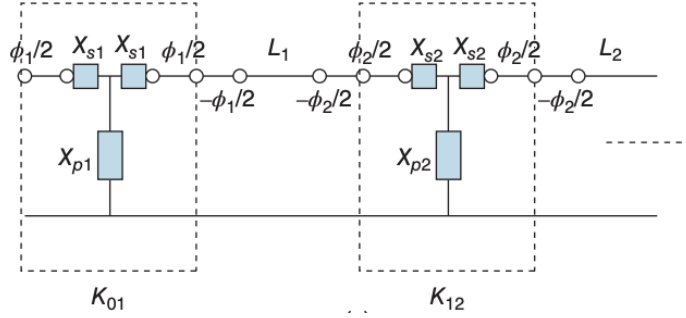 ϕ₁/2 Xₛ₁ Xₛ₁ ϕ₁/2 L₁ ϕ₂/2 Xₛ₂ Xₛ₂ ϕ₂/2 L₂
–ϕ₁/2 –ϕ₂/2 –ϕ₂/2
Xₚ₁ Xₚ₂
K₀₁ K₁₂